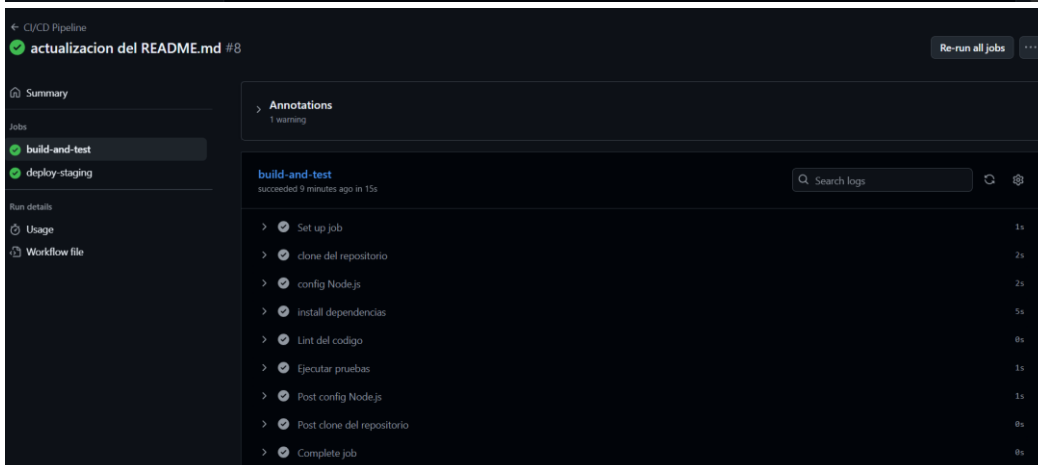 ← CI/CD Pipeline
actualizacion del README.md #8
Re-run all jobs
...
Summary
Jobs
build-and-test
deploy-staging
Run details
Usage
Workflow file
Annotations
1 warning
build-and-test
succeeded 9 minutes ago in 15s
Search logs
Set up job 1s
clone del repositorio 2s
config Node.js 2s
install dependencias 5s
Lint del codigo 0s
Ejecutar pruebas 1s
Post config Node.js 1s
Post clone del repositorio 0s
Complete job 0s